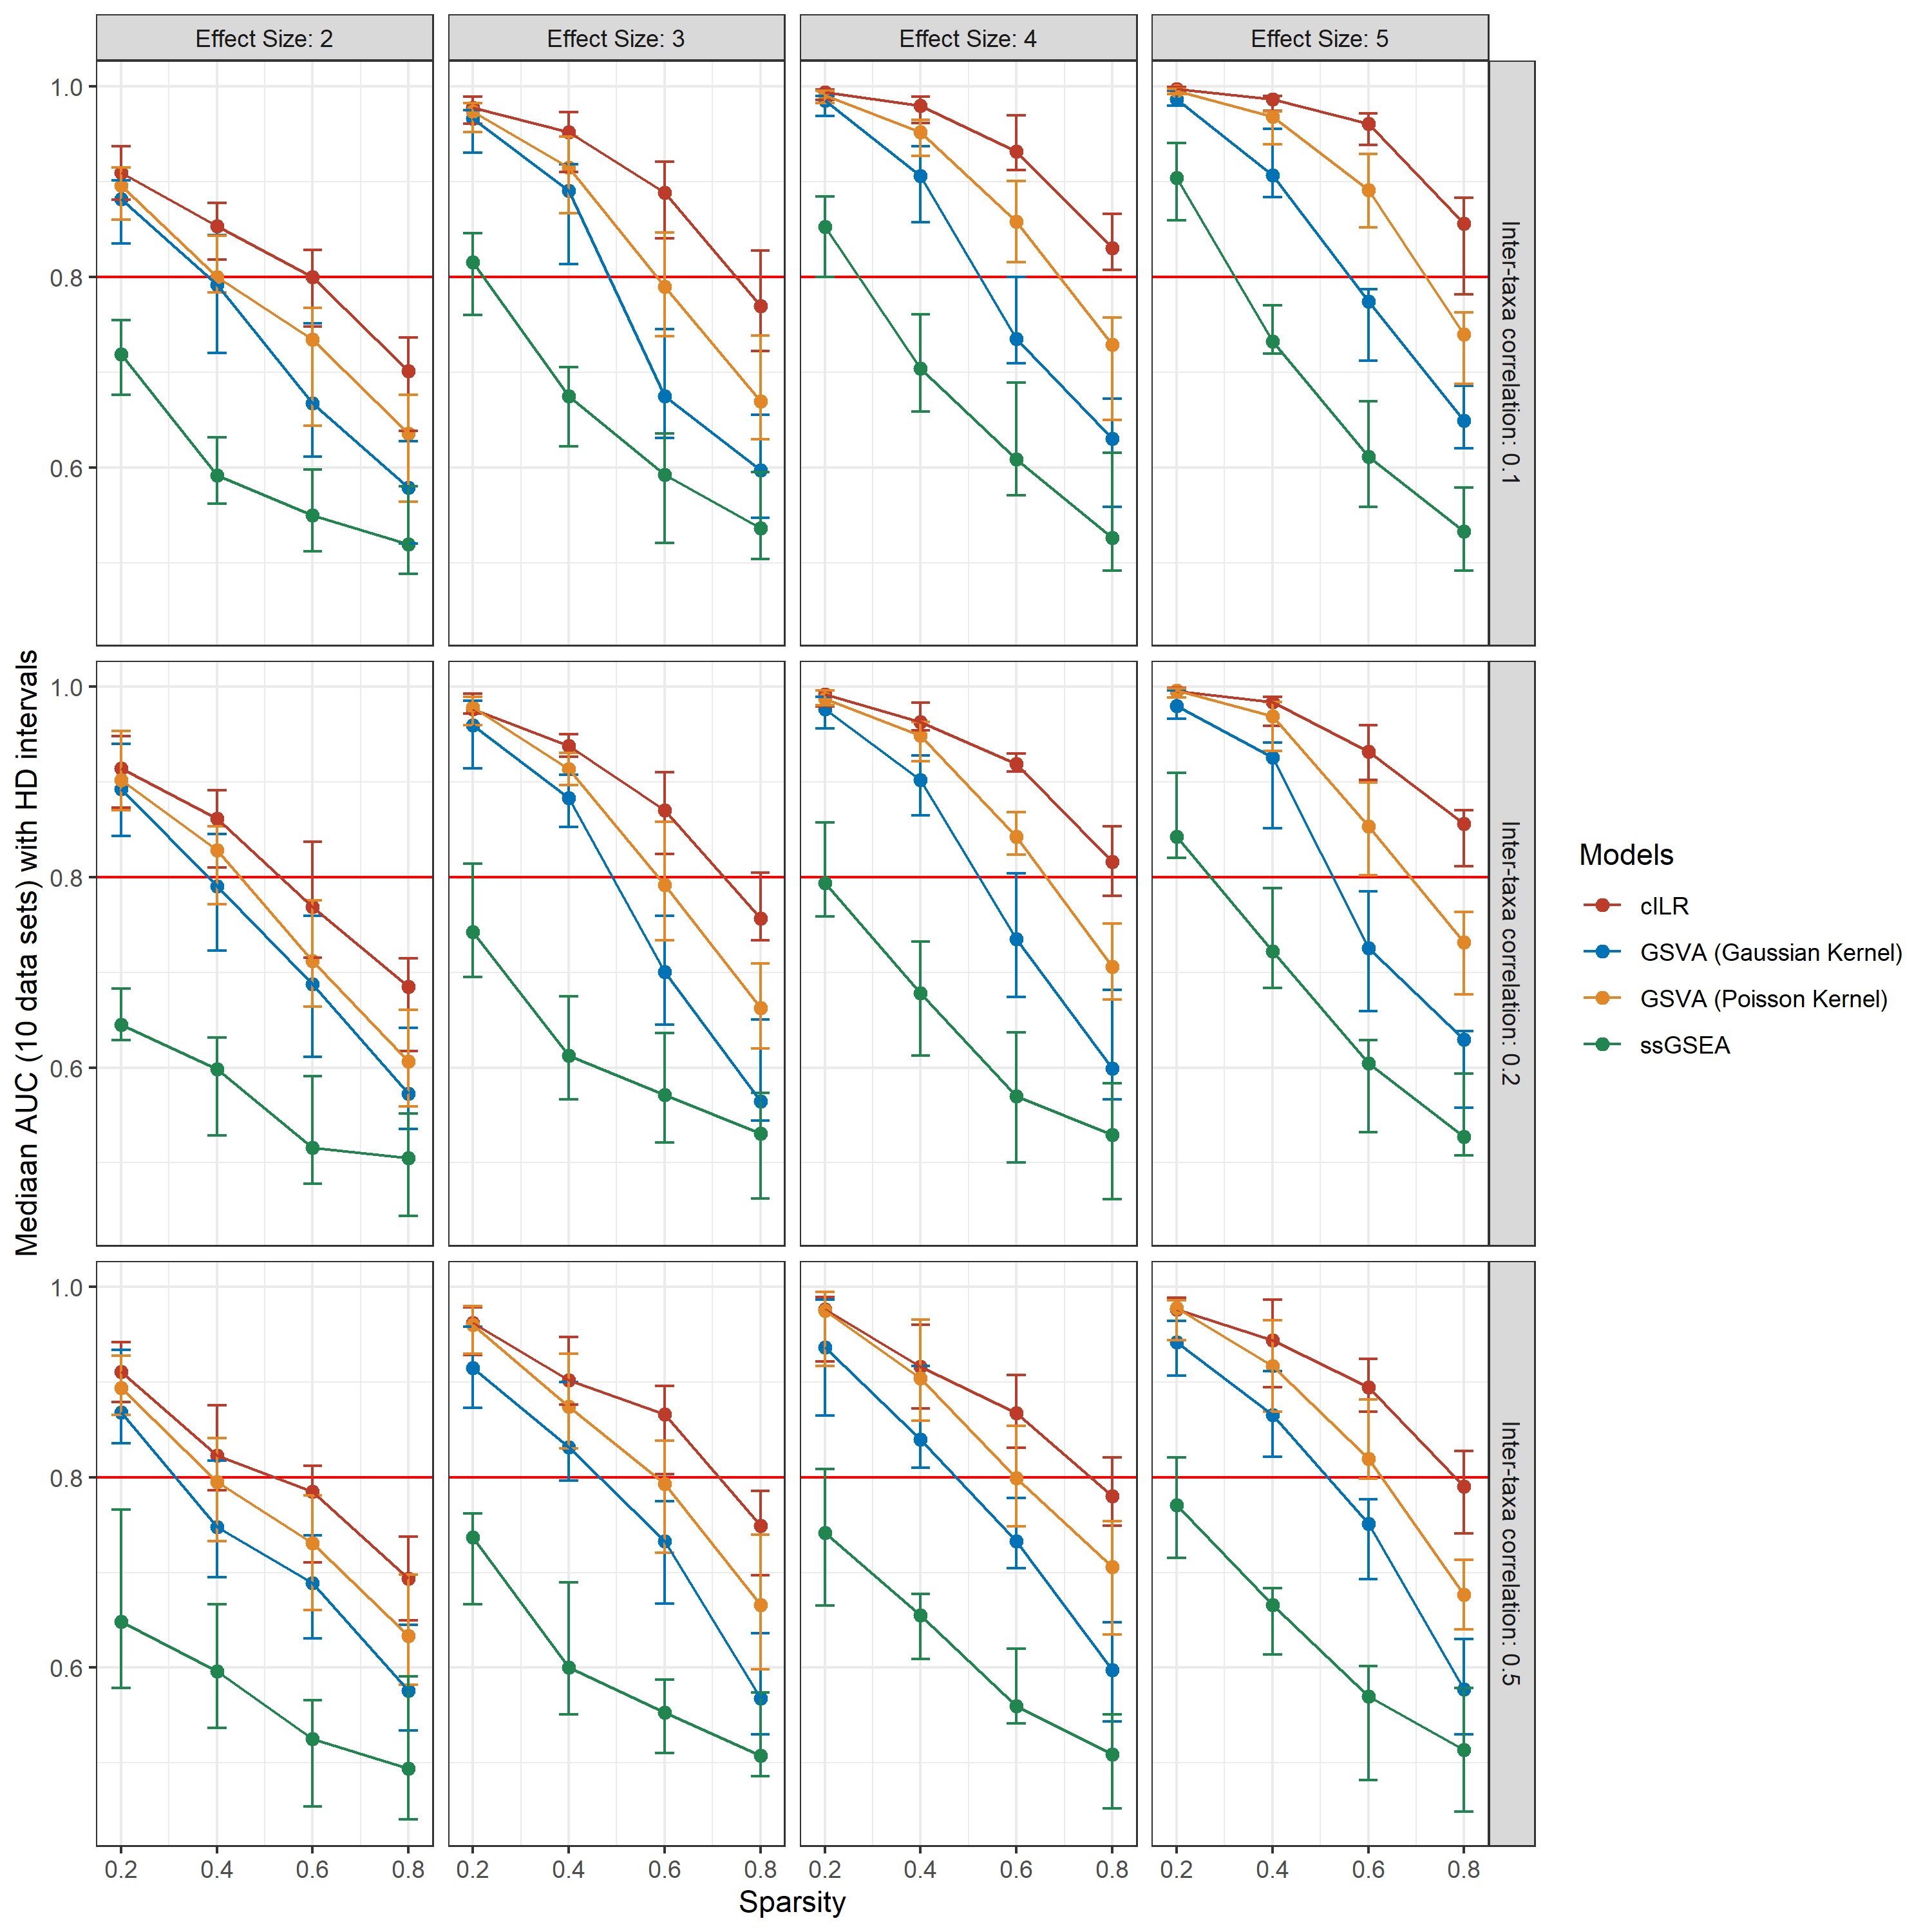 Effect Size: 2
Effect Size: 3
Effect Size: 4
Effect Size: 5
1.0
0.8
0.6
Inter-taxa correlation: 0.1
1.0
0.8
0.6
Inter-taxa correlation: 0.2
1.0
0.8
0.6
Inter-taxa correlation: 0.5
0.2
0.4
0.6
0.8
0.2
0.4
0.6
0.8
0.2
0.4
0.6
0.8
0.2
0.4
0.6
0.8
Sparsity
Mediaan AUC (10 data sets) with HD intervals
Models
cILR
GSVA (Gaussian Kernel)
GSVA (Poisson Kernel)
ssGSEA